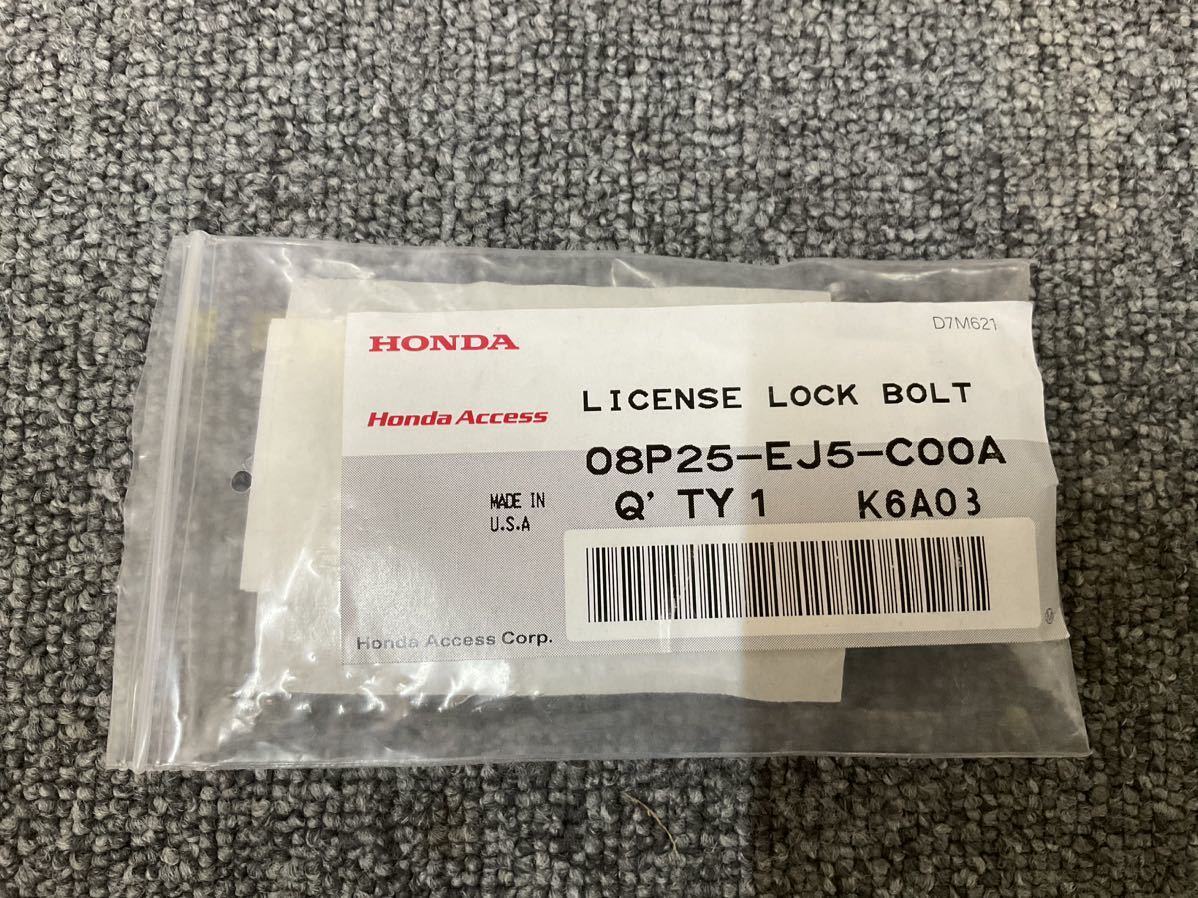 HONDA
D7M621
Honda Access
LICENSE LOCK BOLT
08P25-EJ5-C00A
MADE IN
U.S.A
Q'TY 1 K6A03
Honda Access Corp.